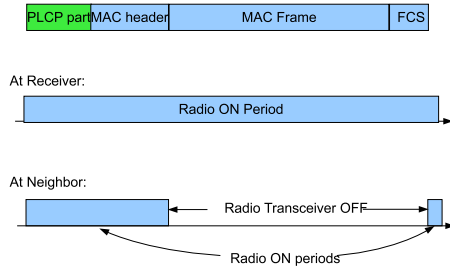 PLCP part MAC header MAC Frame FCS
At Receiver:
Radio ON Period
At Neighbor:
Radio Transceiver OFF
Radio ON periods